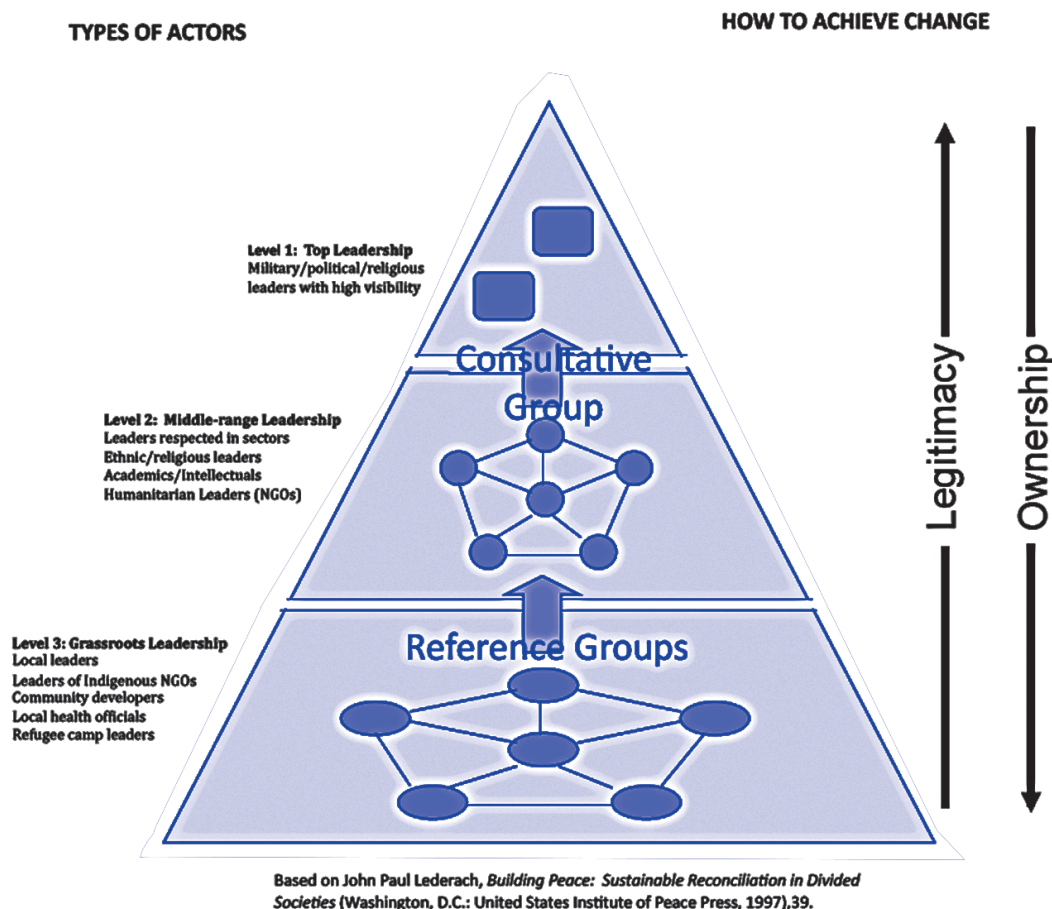 TYPES OF ACTORS
HOW TO ACHIEVE CHANGE
Level 1: Top Leadership
Military/political/religious
leaders with high visibility
Consultative
Group
Level 2: Middle-range Leadership
Leaders respected in sectors
Ethnic/religious leaders
Academics/Intellectuals
Humanitarian Leaders (NGOs)
Legitimacy
Ownership
Reference Groups
Level 3: Grassroots Leadership
Local leaders
Leaders of Indigenous NGOs
Community developers
Local health officials
Refugee camp leaders
Based on John Paul Lederach, Building Peace: Sustainable Reconciliation in Divided
Societies (Washington, D.C.: United States Institute of Peace Press, 1997),39.